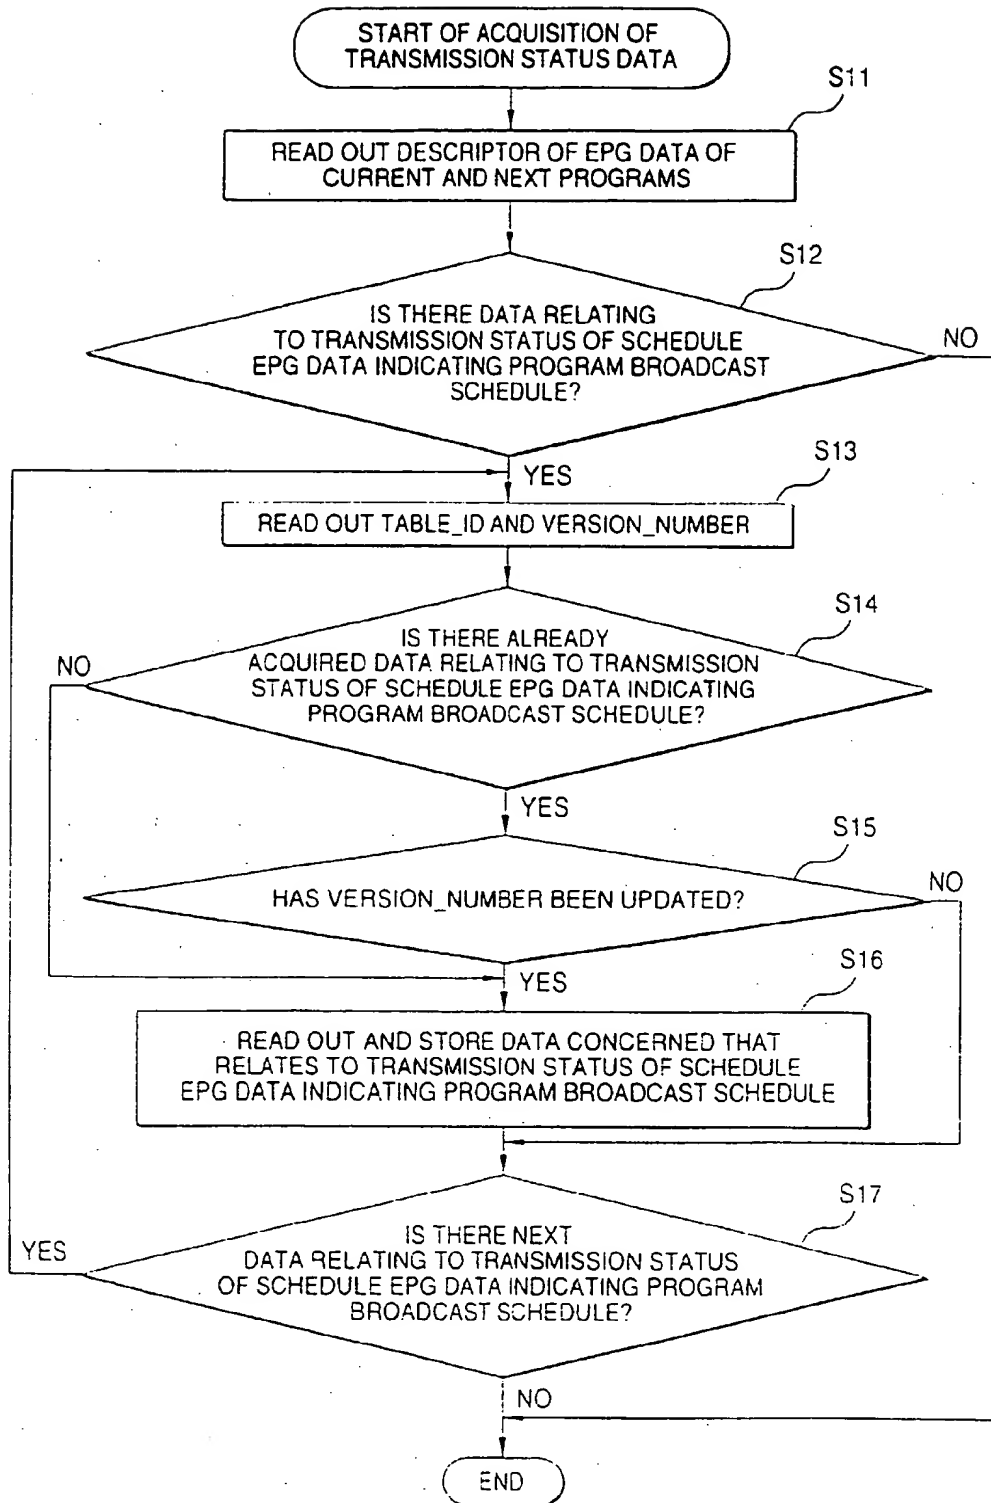 START OF ACQUISITION OF
TRANSMISSION STATUS DATA
S11
READ OUT DESCRIPTOR OF EPG DATA OF
CURRENT AND NEXT PROGRAMS
S12
IS THERE DATA RELATING
TO TRANSMISSION STATUS OF SCHEDULE
EPG DATA INDICATING PROGRAM BROADCAST
SCHEDULE?
NO
YES
S13
READ OUT TABLE_ID AND VERSION_NUMBER
S14
IS THERE ALREADY
ACQUIRED DATA RELATING TO TRANSMISSION
STATUS OF SCHEDULE EPG DATA INDICATING
PROGRAM BROADCAST SCHEDULE?
NO
YES
S15
HAS VERSION_NUMBER BEEN UPDATED?
NO
YES
S16
READ OUT AND STORE DATA CONCERNED THAT
RELATES TO TRANSMISSION STATUS OF SCHEDULE
EPG DATA INDICATING PROGRAM BROADCAST SCHEDULE
S17
IS THERE NEXT
DATA RELATING TO TRANSMISSION STATUS
OF SCHEDULE EPG DATA INDICATING PROGRAM
BROADCAST SCHEDULE?
YES
NO
END